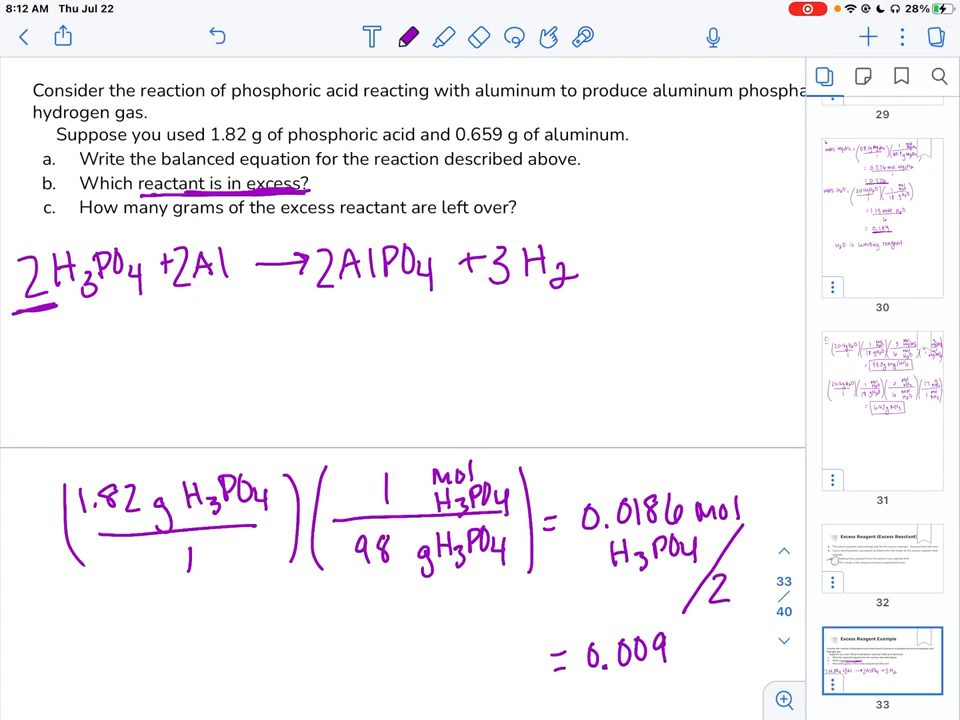 8:12 AM Thu Jul 22
28%
Consider the reaction of phosphoric acid reacting with aluminum to produce aluminum phospha
hydrogen gas.
Suppose you used 1.82 g of phosphoric acid and 0.659 g of aluminum.
a. Write the balanced equation for the reaction described above.
b. Which reactant is in excess?
c. How many grams of the excess reactant are left over?
2H₃PO₄ +2Al → 2AlPO₄ +3H₂
(1.82 g H₃PO₄ / 1)(1 mol H₃PO₄ / 98 g H₃PO₄) = 0.0186 mol H₃PO₄ / 2
= 0.009
33
/
40
29
30
31
Excess Reagent (Excess Reactant)
32
Excess Reagent Example
33